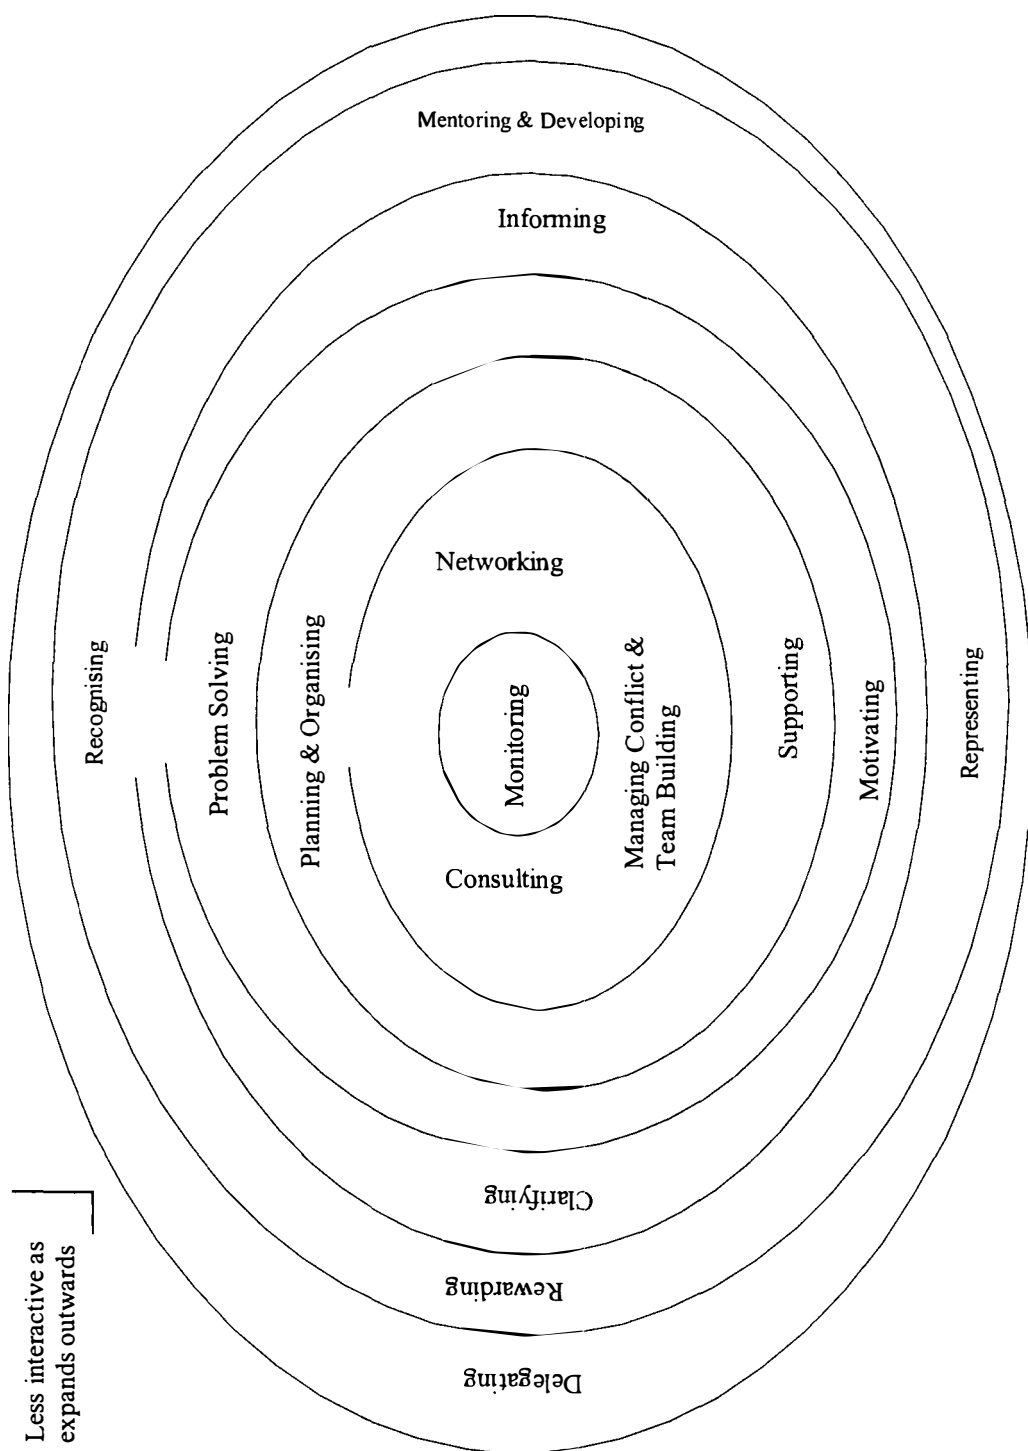 Mentoring & Developing
Informing
Networking
Recognising
Problem Solving
Planning & Organising
Monitoring
Managing Conflict &
Team Building
Supporting
Motivating
Representing
Consulting
Clarifying
Rewarding
Delegating
Less interactive as
expands outwards